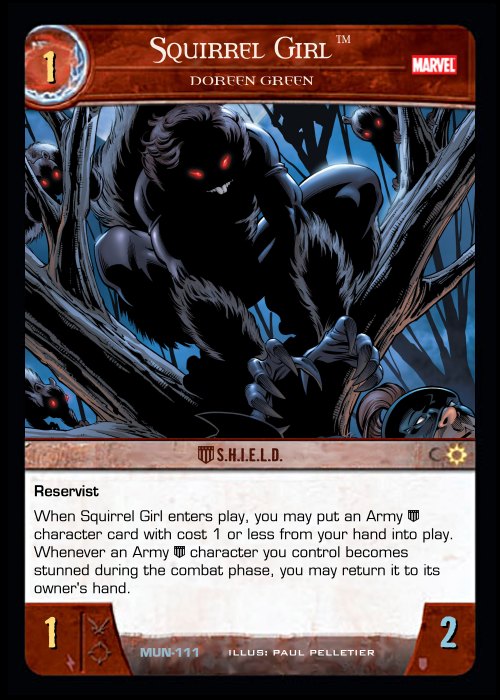 1
SQUIRREL GIRL™
MARVEL
DOREEN GREEN
S.H.I.E.L.D.
C
Reservist
When Squirrel Girl enters play, you may put an Army
character card with cost 1 or less from your hand into play.
Whenever an Army character you control becomes
stunned during the combat phase, you may return it to its
owner's hand.
1
MUN-111 ILLUS: PAUL PELLETIER
2